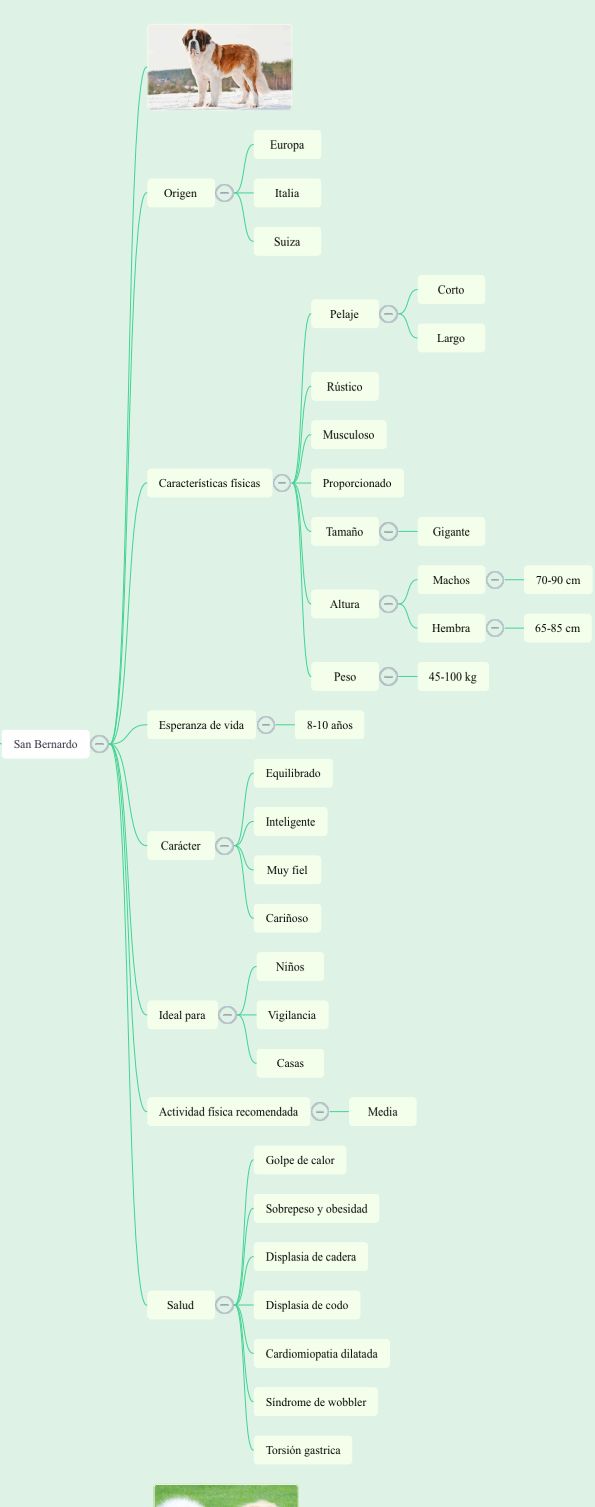 San Bernardo
Origen
Europa
Italia
Suiza
Características físicas
Pelaje
Corto
Largo
Rústico
Musculoso
Proporcionado
Tamaño
Gigante
Altura
Machos
70-90 cm
Hembra
65-85 cm
Peso
45-100 kg
Esperanza de vida
8-10 años
Carácter
Equilibrado
Inteligente
Muy fiel
Cariñoso
Ideal para
Niños
Vigilancia
Casas
Actividad física recomendada
Media
Salud
Golpe de calor
Sobrepeso y obesidad
Displasia de cadera
Displasia de codo
Cardiomiopatia dilatada
Síndrome de wobbler
Torsión gastrica